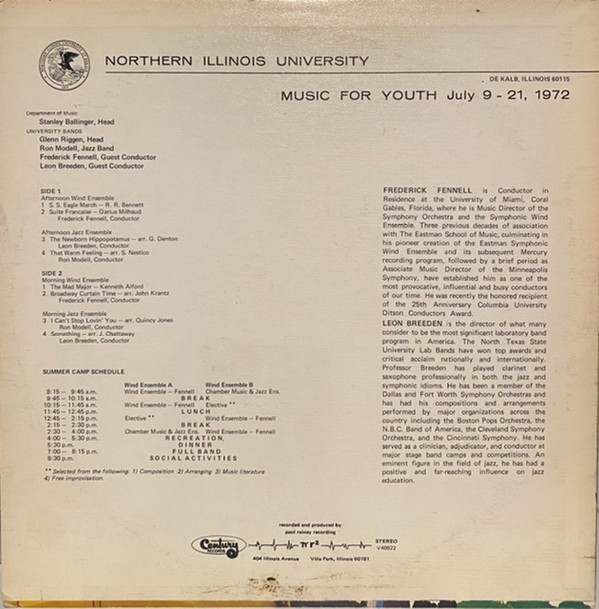 NORTHERN ILLINOIS UNIVERSITY
DE KALB, ILLINOIS 60115
MUSIC FOR YOUTH July 9 - 21, 1972
Department of Music
Stanley Ballinger, Head
UNIVERSITY BANDS
Glenn Riggen, Head
Ron Modell, Jazz Band
Frederick Fennell, Guest Conductor
Leon Breeden, Guest Conductor
SIDE 1
Afternoon Wind Ensemble
1 S. S. Eagle March — R. R. Bennett
2 Suite Francaise — Darius Milhaud
Frederick Fennell, Conductor
Afternoon Jazz Ensemble
3 The Newborn Hippopotamus — arr. G. Denton
Leon Breeden, Conductor
4 That Warm Feeling — arr. S. Nestico
Ron Modell, Conductor
SIDE 2
Morning Wind Ensemble
1 The Mad Major — Kenneth Alford
2 Broadway Curtain Time — arr. John Krantz
Frederick Fennell, Conductor
Morning Jazz Ensemble
3 I Can't Stop Lovin' You — arr. Quincy Jones
Ron Modell, Conductor
4 Something — arr. J. Chattaway
Leon Breeden, Conductor
SUMMER CAMP SCHEDULE
Wind Ensemble A Wind Ensemble B
8:15 — 9:45 a.m. Wind Ensemble — Fennell Chamber Music & Jazz Ens.
9:45 — 10:15 a.m. BREAK
10:15 — 11:45 a.m. Wind Ensemble — Fennell Elective **
11:45 — 12:45 p.m. LUNCH
12:45 — 2:15 p.m. Elective ** Wind Ensemble — Fennell
2:15 — 2:30 p.m. BREAK
2:30 — 4:00 p.m. Chamber Music & Jazz Ens. Wind Ensemble — Fennell
4:00 — 5:30 p.m. RECREATION,
5:30 p.m. DINNER
7:00 — 8:15 p.m. FULL BAND
8:30 p.m. SOCIAL ACTIVITIES
** Selected from the following: 1) Composition 2) Arranging 3) Music literature
4) Free improvisation.
FREDERICK FENNELL is Conductor in
Residence at the University of Miami, Coral
Gables, Florida, where he is Music Director of the
Symphony Orchestra and the Symphonic Wind
Ensemble. Three previous decades of association
with The Eastman School of Music, culminating in
his pioneer creation of the Eastman Symphonic
Wind Ensemble and its subsequent Mercury
recording program, followed by a brief period as
Associate Music Director of the Minneapolis
Symphony, have established him as one of the
most provocative, influential and busy conductors
of our time. He was recently the honored recipient
of the 25th Anniversary Columbia University
Ditson Conductors Award.
LEON BREEDEN is the director of what many
consider to be the most significant laboratory band
program in America. The North Texas State
University Lab Bands have won top awards and
critical acclaim nationally and internationally.
Professor Breeden has played clarinet and
saxophone professionally in both the jazz and
symphonic idioms. He has been a member of the
Dallas and Fort Worth Symphony Orchestras and
has had his compositions and arrangements
performed by major organizations across the
country including the Boston Pops Orchestra, the
N.B.C. Band of America, the Cleveland Symphony
Orchestra, and the Cincinnati Symphony. He has
served as a clinician, adjudicator, and conductor at
major stage band camps and competitions. An
eminent figure in the field of jazz, he has had a
positive and far-reaching influence on jazz
education.
recorded and produced by
paul rainey recording
Century
RECORDS
π r²
STEREO
V40022
404 Illinois Avenue Villa Park, Illinois 60181